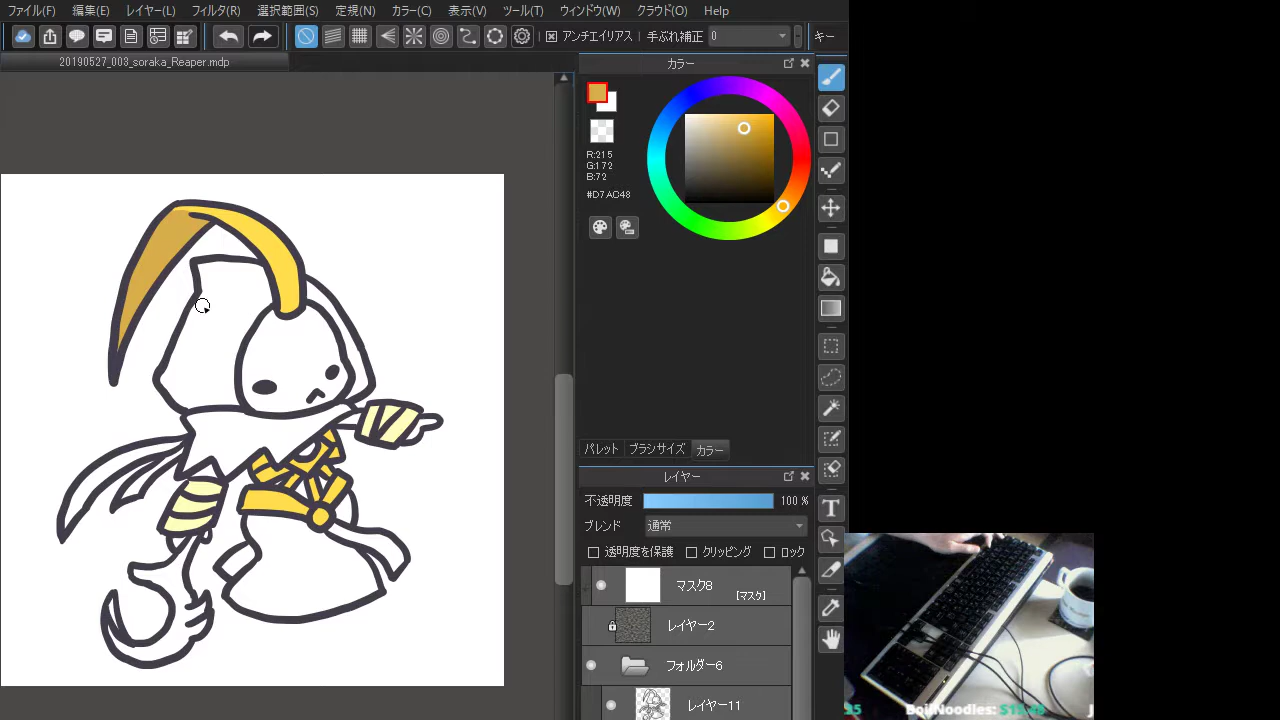 ファイル(F) 編集(E) レイヤー(L) フィルタ(R) 選択範囲(S) 定規(N) カラー(C) 表示(V) ツール(T) ウィンドウ(W) クラウド(O) Help
アンチエイリアス 手ぶれ補正 0 キー
20190527_003_soraka_Reaper.mdp
カラー
R:215
G:172
B:72
#D7AC48
パレット ブラシサイズ カラー
レイヤー
不透明度 100 %
ブレンド 通常
透明度を保護 クリッピング ロック
マスク8 [マスク]
レイヤー2
フォルダー6
レイヤー11
T